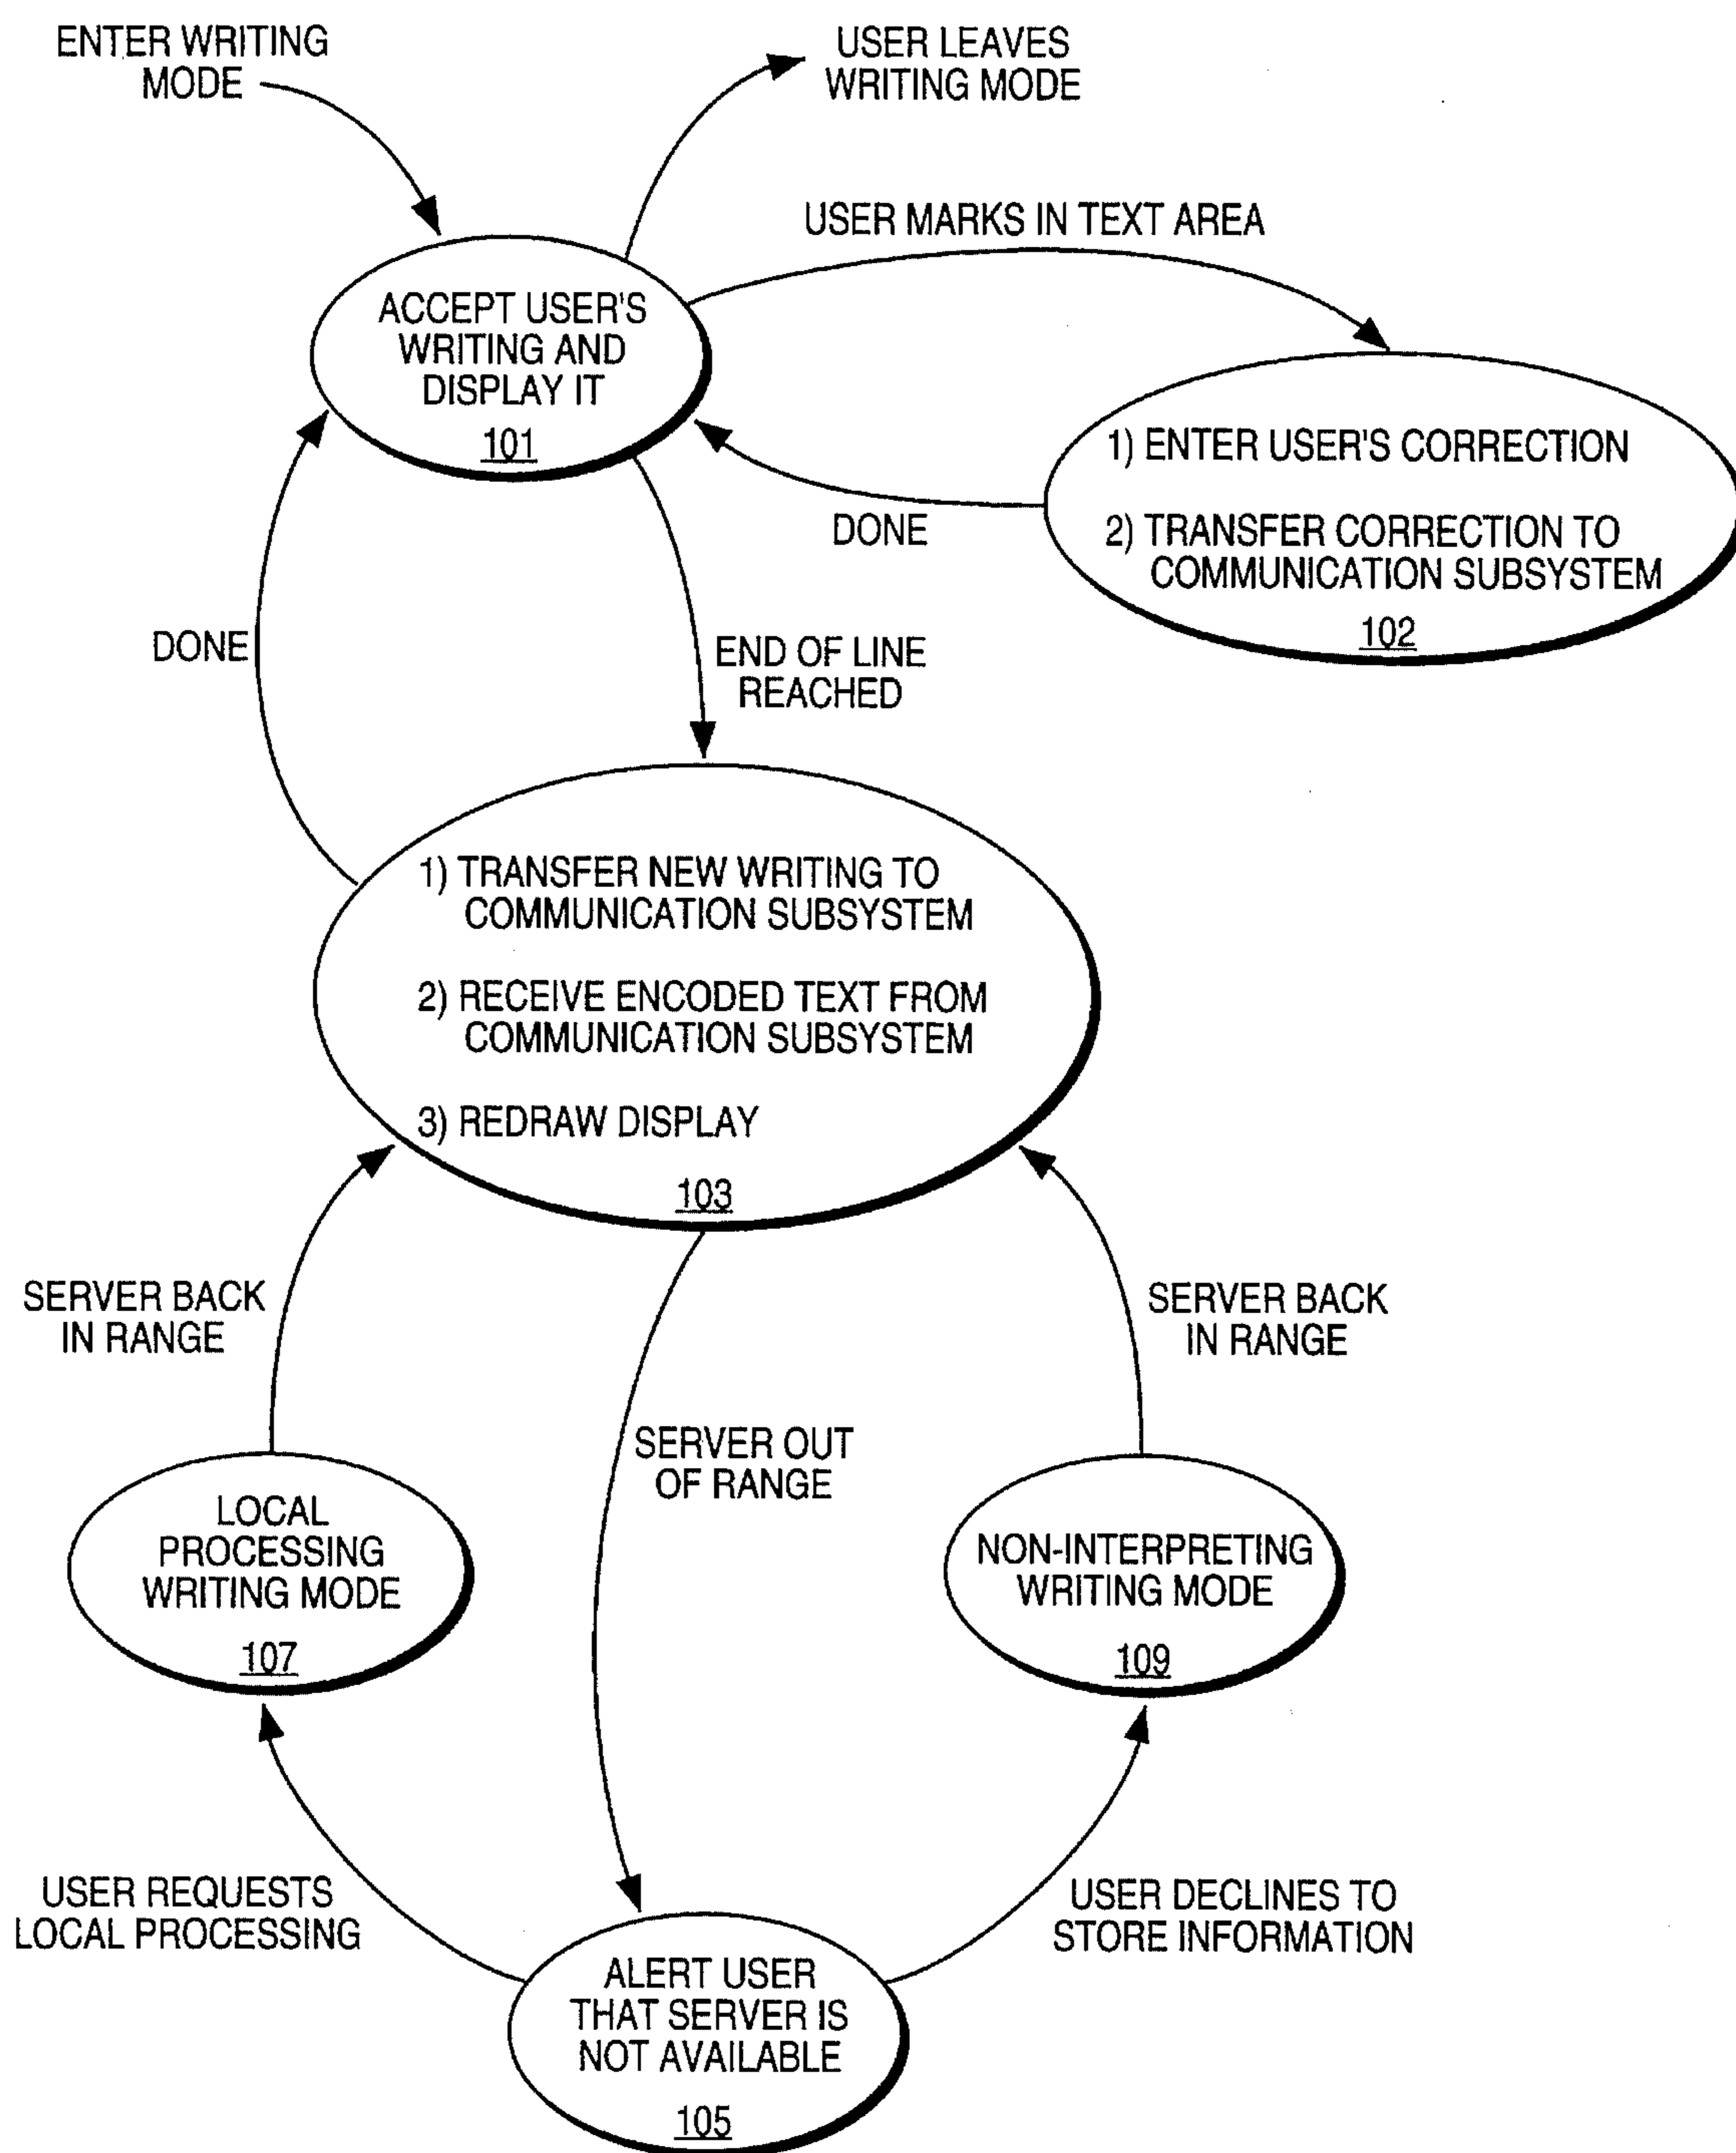 ENTER WRITING
MODE
USER LEAVES
WRITING MODE
USER MARKS IN TEXT AREA
ACCEPT USER'S
WRITING AND
DISPLAY IT
101
1) ENTER USER'S CORRECTION
2) TRANSFER CORRECTION TO
COMMUNICATION SUBSYSTEM
102
DONE
DONE
END OF LINE
REACHED
1) TRANSFER NEW WRITING TO
COMMUNICATION SUBSYSTEM
2) RECEIVE ENCODED TEXT FROM
COMMUNICATION SUBSYSTEM
3) REDRAW DISPLAY
103
SERVER BACK
IN RANGE
SERVER BACK
IN RANGE
SERVER OUT
OF RANGE
LOCAL
PROCESSING
WRITING MODE
107
NON-INTERPRETING
WRITING MODE
109
USER REQUESTS
LOCAL PROCESSING
USER DECLINES TO
STORE INFORMATION
ALERT USER
THAT SERVER IS
NOT AVAILABLE
105